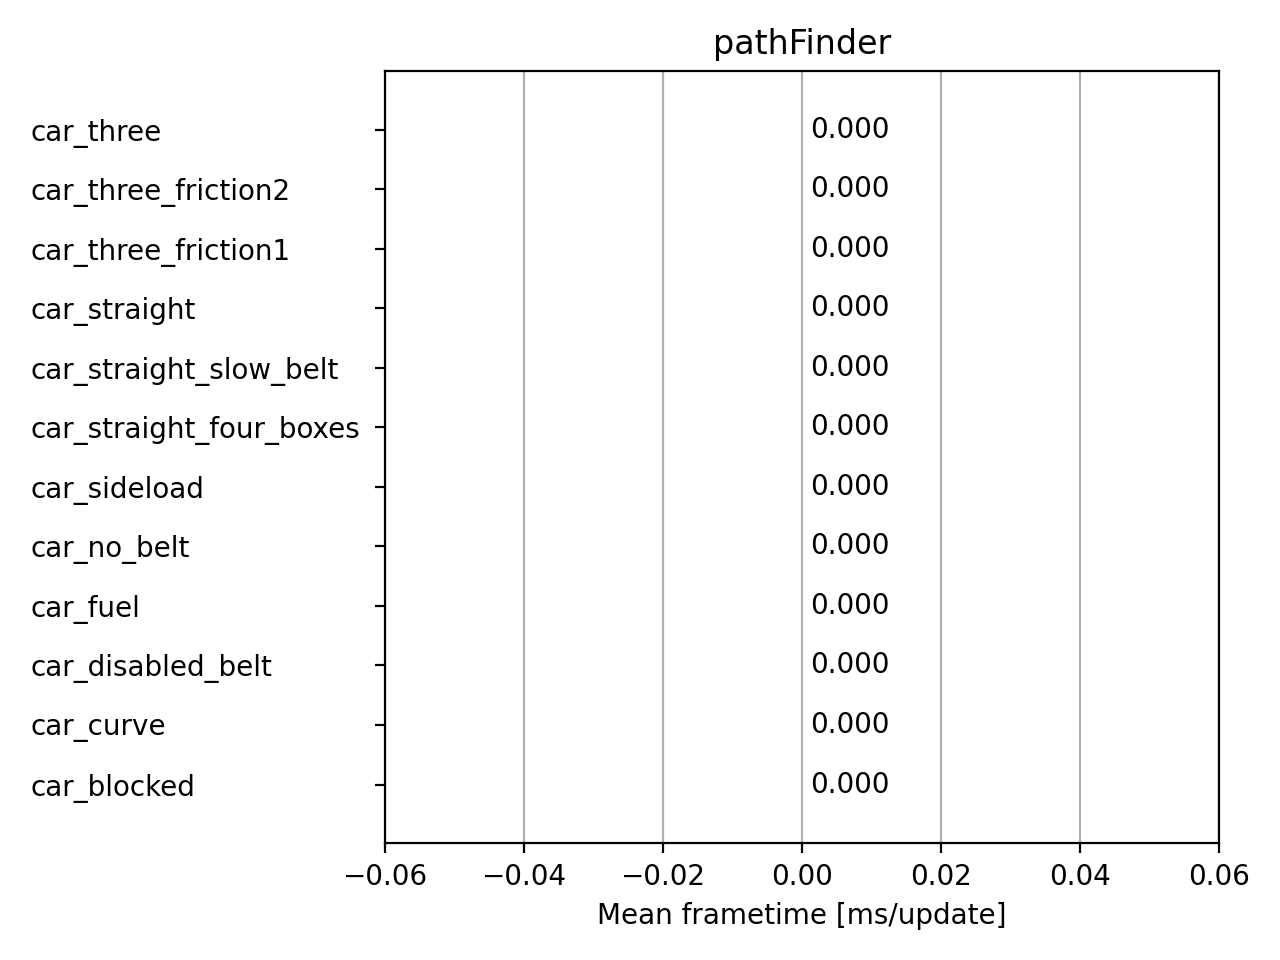 pathFinder
car_three 0.000
car_three_friction2 0.000
car_three_friction1 0.000
car_straight 0.000
car_straight_slow_belt 0.000
car_straight_four_boxes 0.000
car_sideload 0.000
car_no_belt 0.000
car_fuel 0.000
car_disabled_belt 0.000
car_curve 0.000
car_blocked 0.000
−0.06 −0.04 −0.02 0.00 0.02 0.04 0.06
Mean frametime [ms/update]